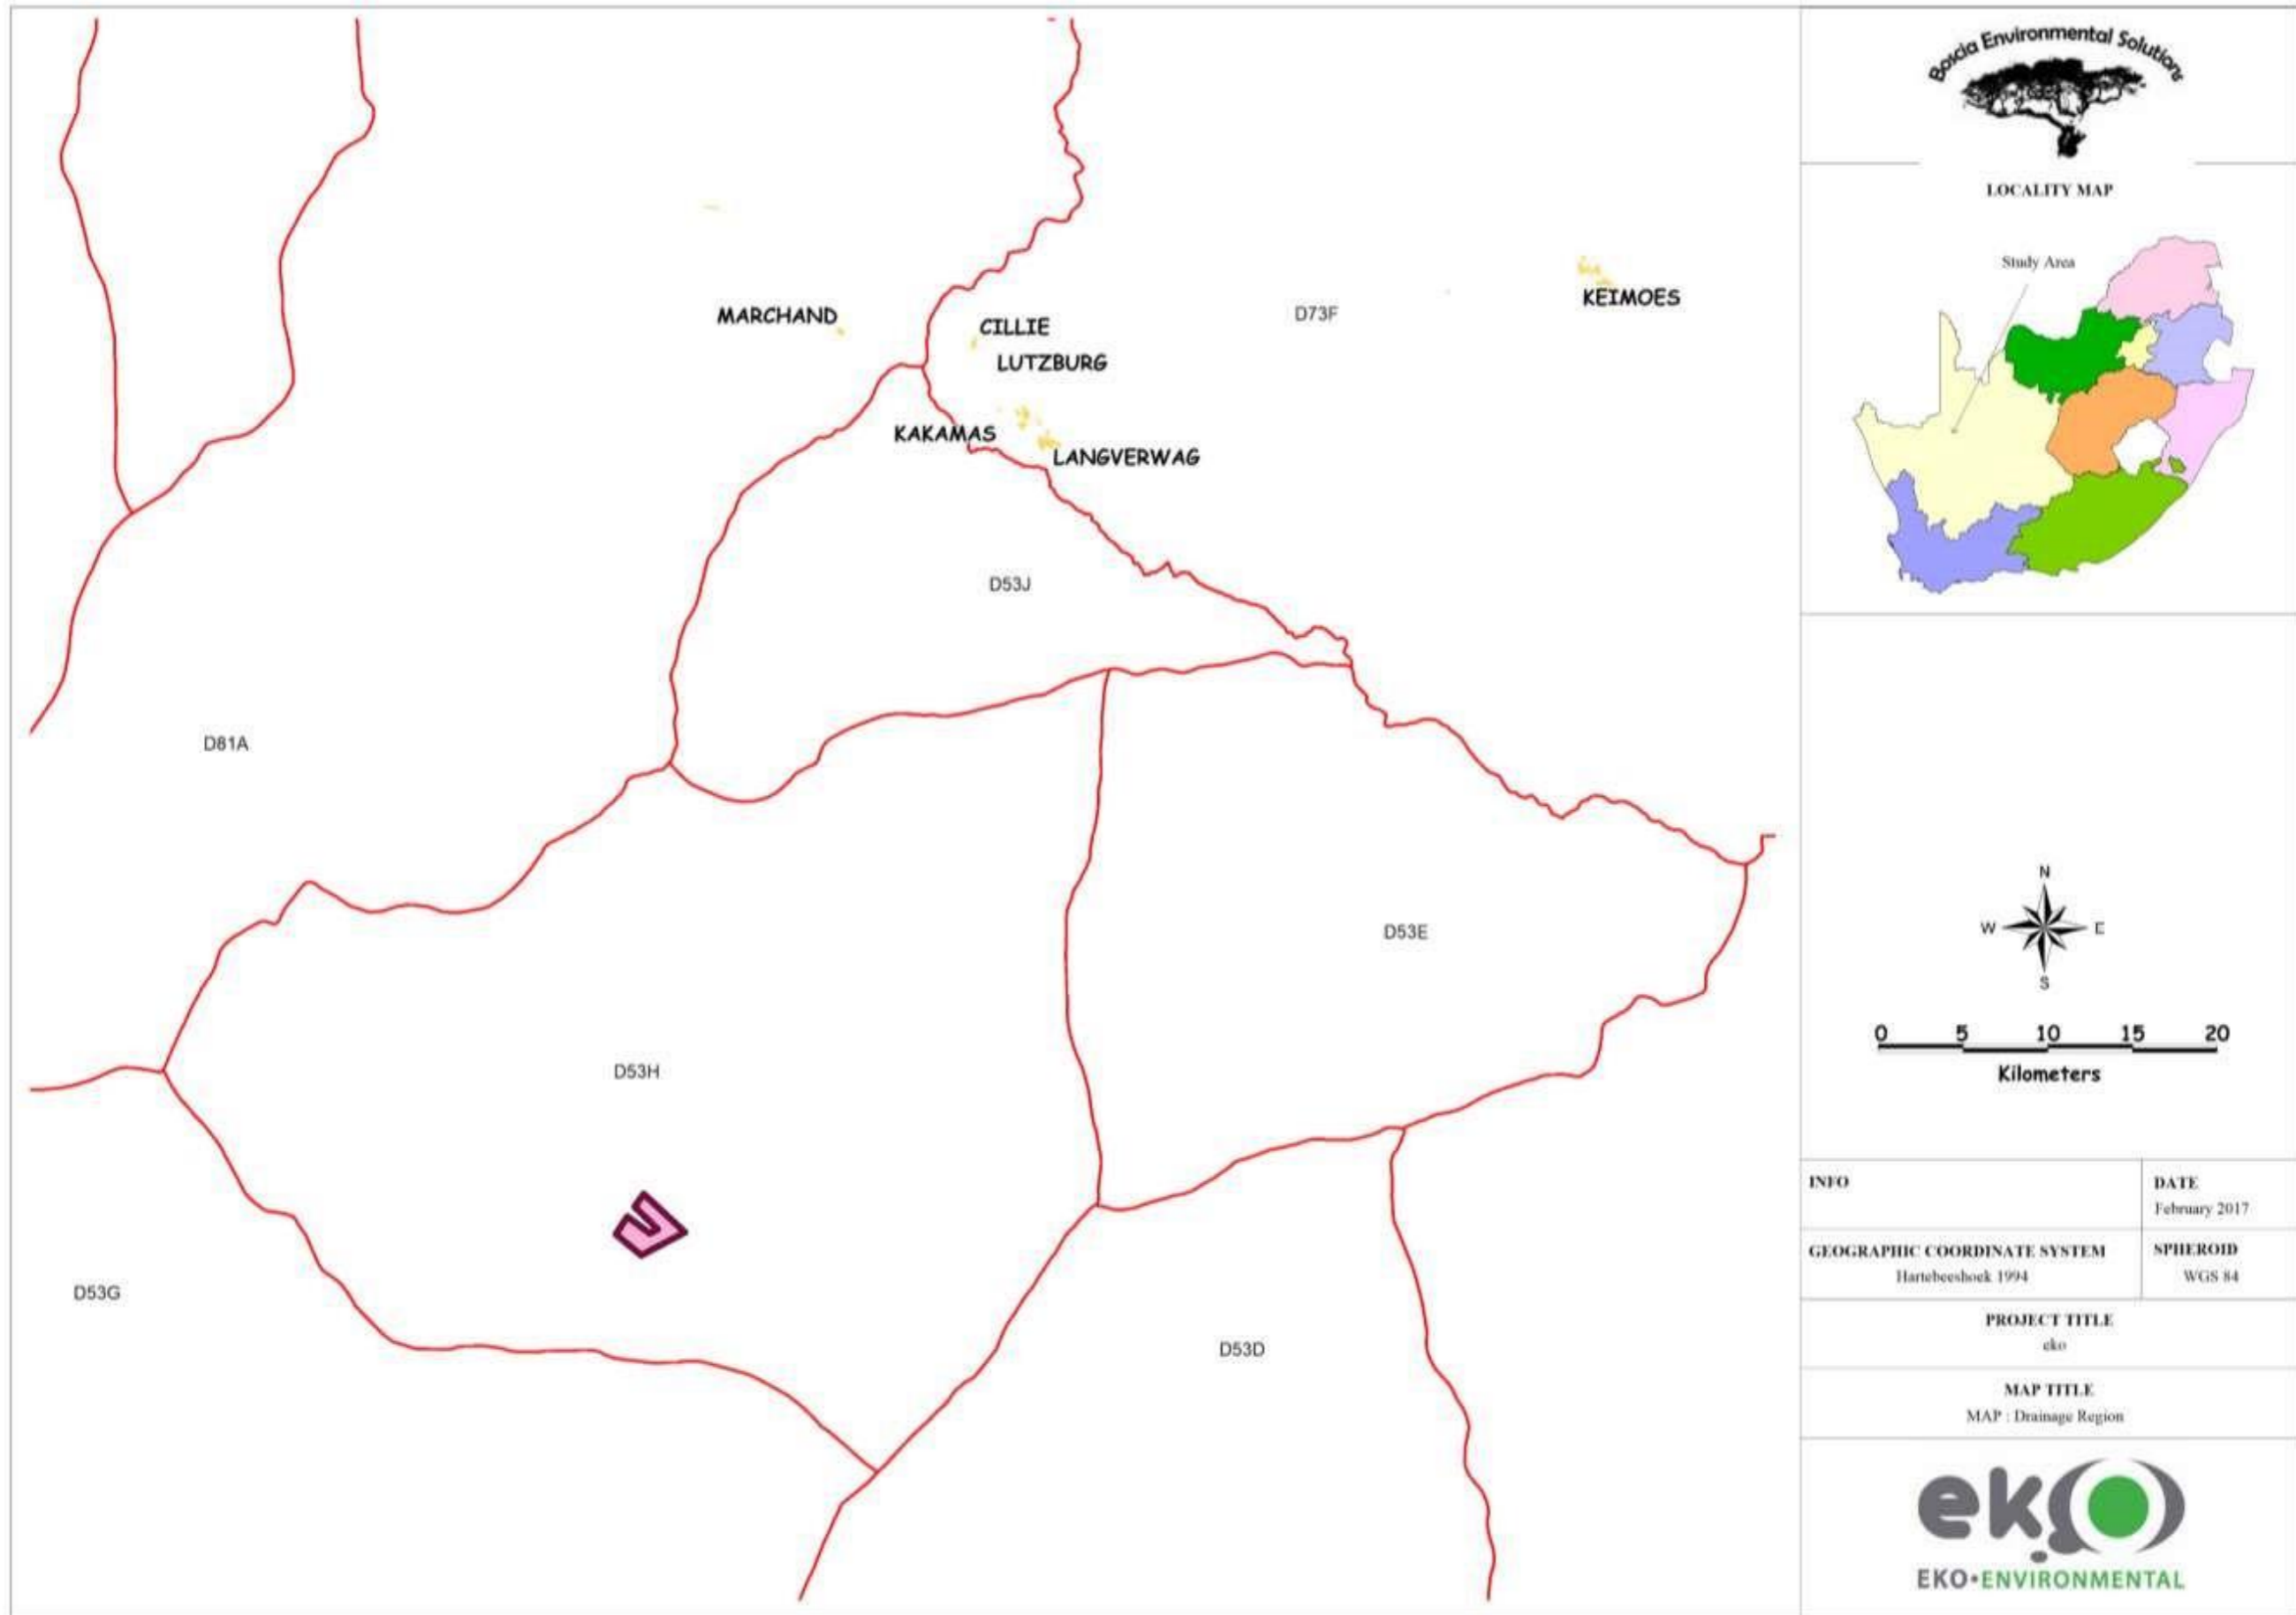 MARCHAND
CILLIE
LUTZBURG
D73F
KEIMOES
KAKAMAS
LANGVERWAG
D53J
D81A
D53E
D53H
D53G
D53D
Boscia Environmental Solutions
LOCALITY MAP
Study Area
N
W E
S
0 5 10 15 20
Kilometers
INFO
DATE
February 2017
GEOGRAPHIC COORDINATE SYSTEM
Hartebeeshoek 1994
SPHEROID
WGS 84
PROJECT TITLE
eko
MAP TITLE
MAP : Drainage Region
eko
EKO•ENVIRONMENTAL